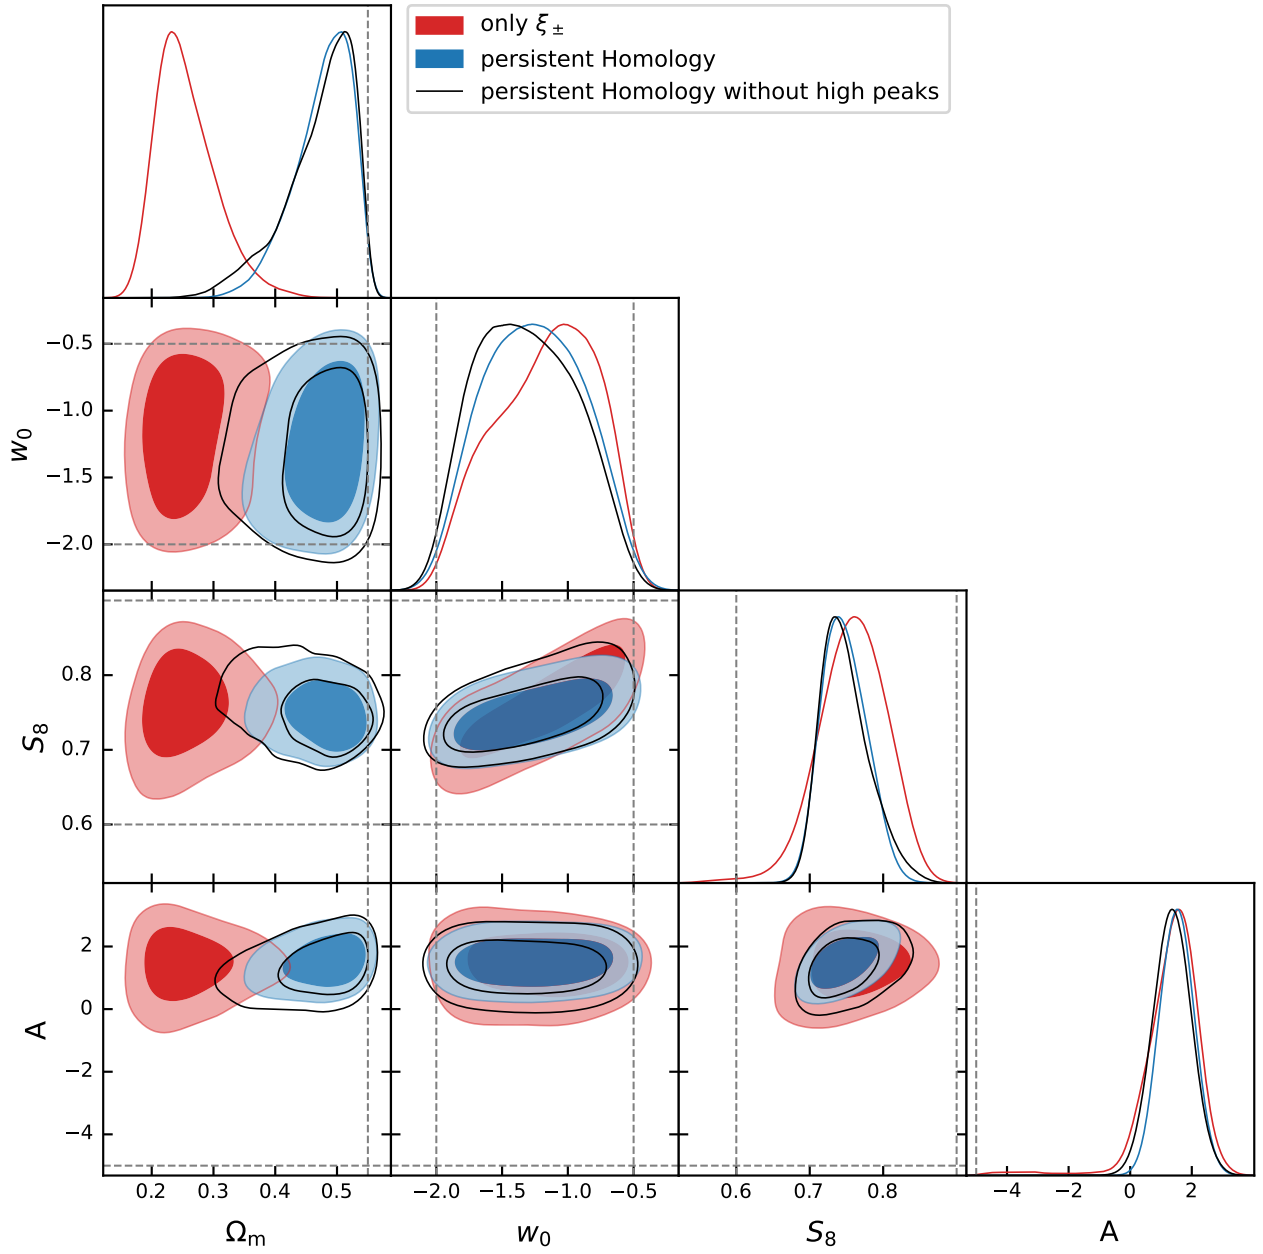 only ξ±
persistent Homology
persistent Homology without high peaks
−0.5
−1.0
−1.5
−2.0
w₀
0.8
0.7
0.6
S₈
2
0
−2
−4
A
0.2 0.3 0.4 0.5 −2.0 −1.5 −1.0 −0.5 0.6 0.7 0.8 −4 −2 0 2
Ωₘ w₀ S₈ A